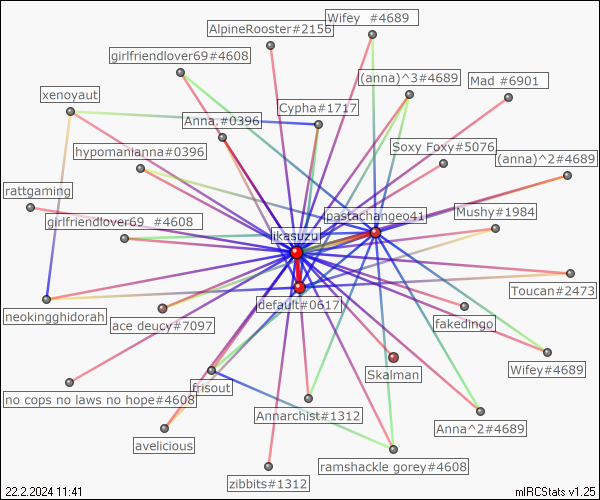 Wifey  #4689
AlpineRooster#2156
girlfriendlover69#4608
(anna)^3#4689
Mad #6901
xenoyaut
Cypha#1717
Anna.#0396
Soxy Foxy#5076
hypomanianna#0396
(anna)^2#4689
rattgaming
Mushy#1984
pastachangeo41
girlfriendlover69  #4608
ikasuzu
Toucan#2473
default#0617
neokingghidorah
ace deucy#7097
fakedingo
Wifey#4689
Skalman
frisout
no cops no laws no hope#4608
Annarchist#1312
Anna^2#4689
avelicious
ramshackle gorey#4608
zibbits#1312
22.2.2024 11:41
mIRCStats v1.25